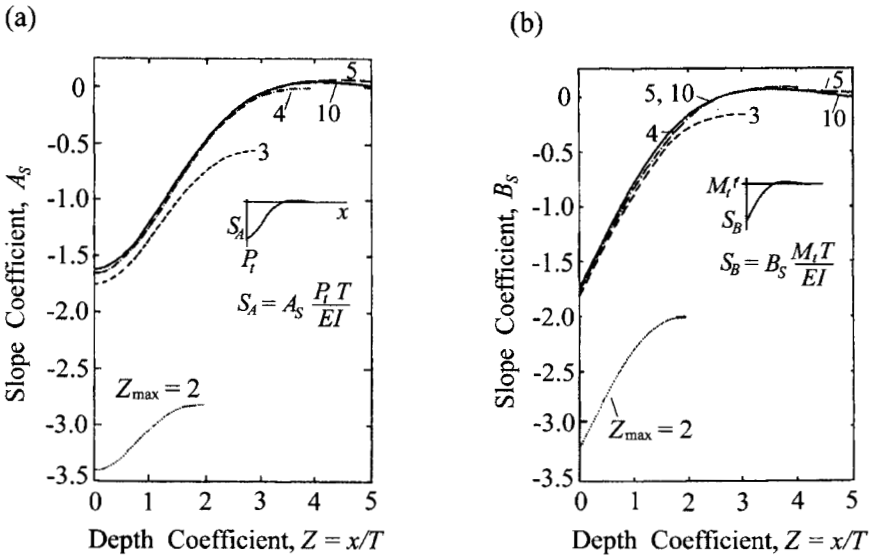 (a)
Slope Coefficient, A_S
0
-0.5
-1.0
-1.5
-2.0
-2.5
-3.0
-3.5
5
4
10
3
x
S_A
P_t
S_A = A_S P_t T / EI
Z_max = 2
0 1 2 3 4 5
Depth Coefficient, Z = x/T
(b)
Slope Coefficient, B_S
0
-0.5
-1.0
-1.5
-2.0
-2.5
-3.0
-3.5
5, 10
5
10
4
3
M_t
S_B
S_B = B_S M_t T / EI
Z_max = 2
0 1 2 3 4 5
Depth Coefficient, Z = x/T